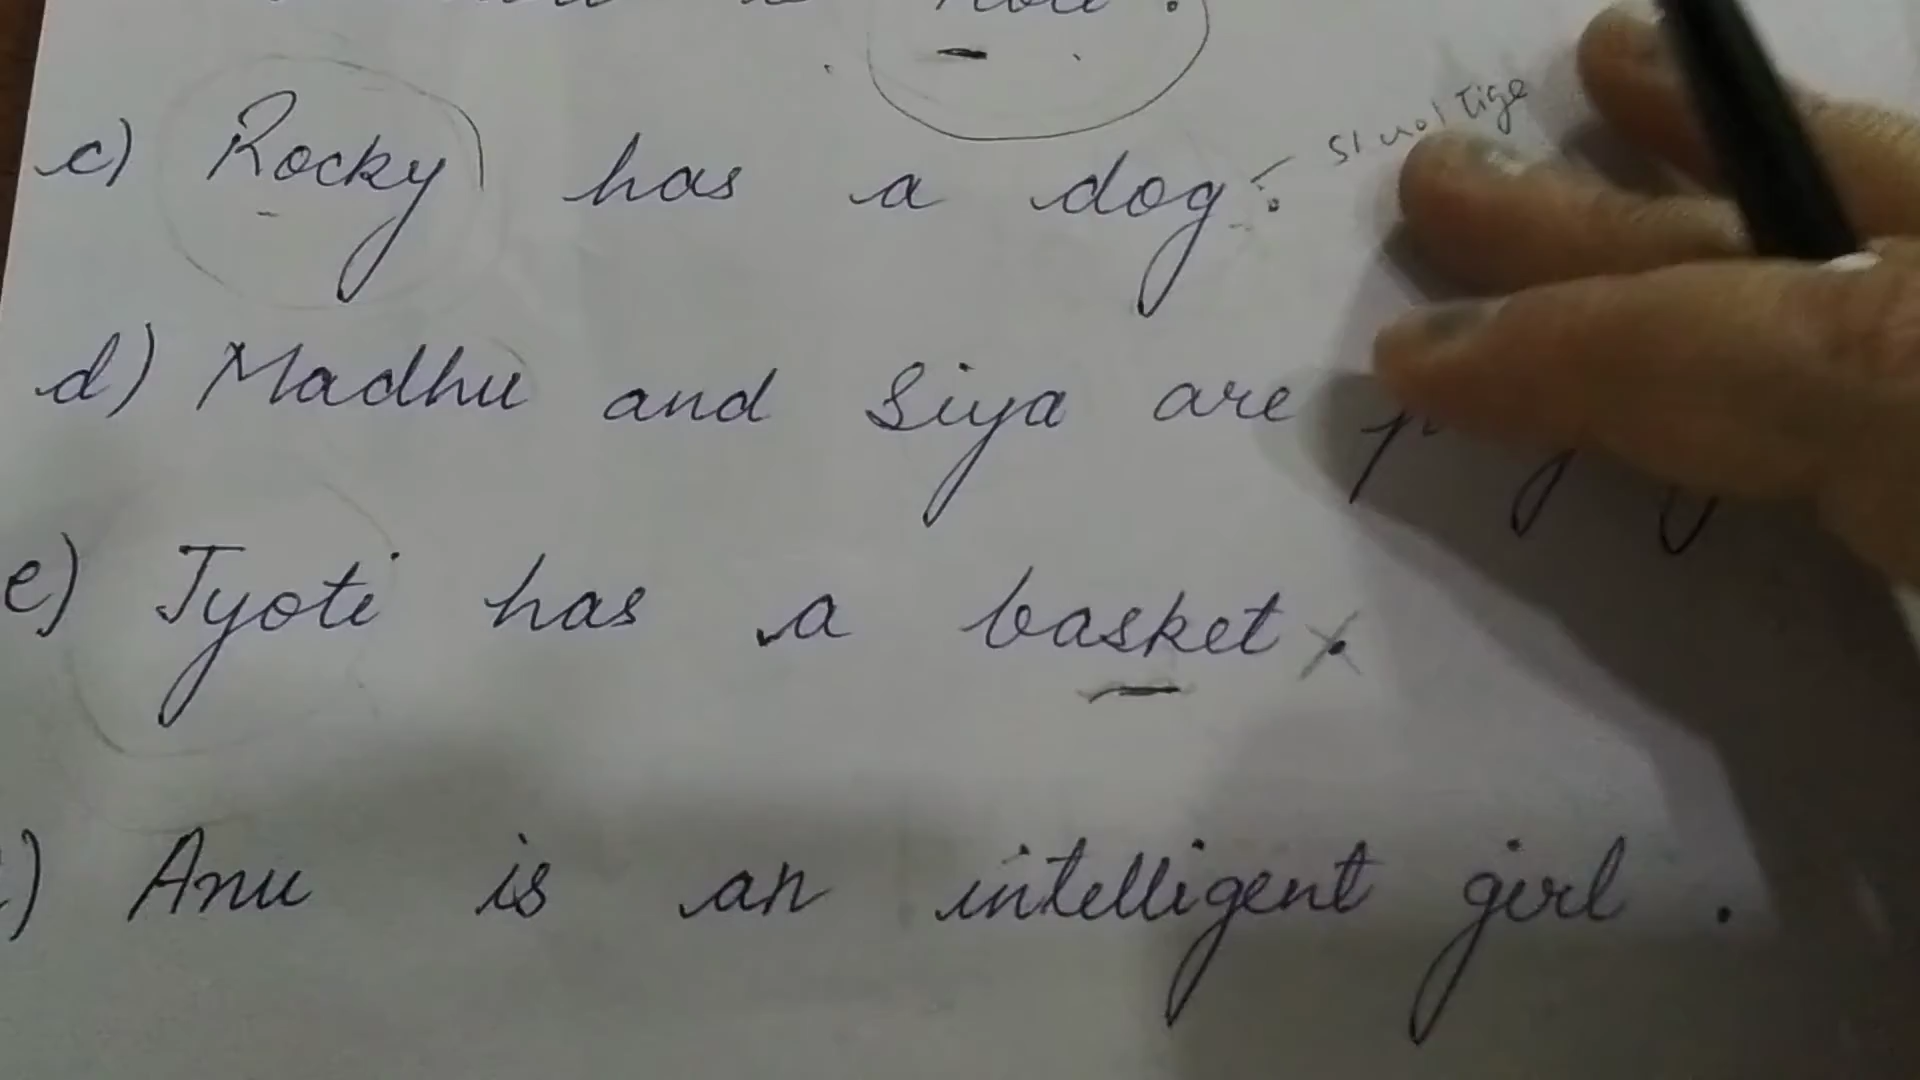 c) Rocky has a dog.
d) Madhu and Siya are
e) Jyoti has a basket.
) Anu is an intelligent girl .